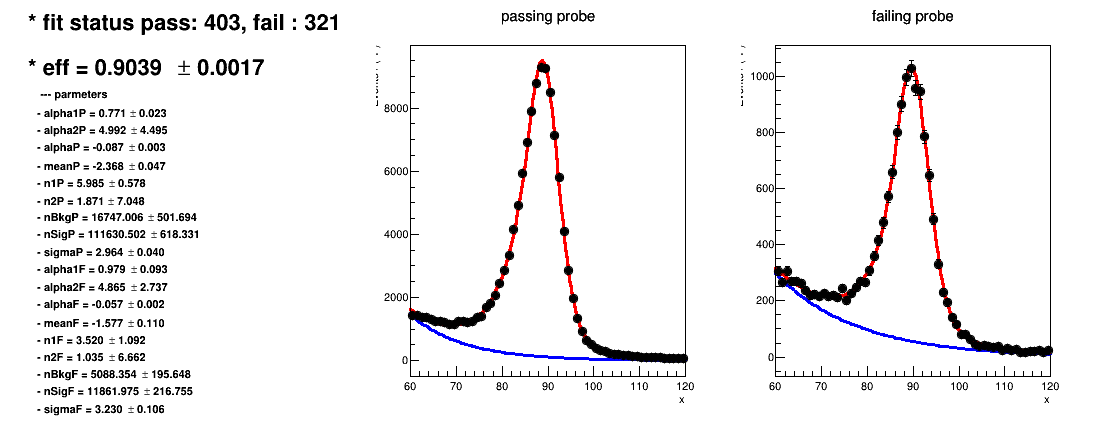 * fit status pass: 403, fail : 321
* eff = 0.9039 ± 0.0017
--- parmeters
- alpha1P = 0.771 ± 0.023
- alpha2P = 4.992 ± 4.495
- alphaP = -0.087 ± 0.003
- meanP = -2.368 ± 0.047
- n1P = 5.985 ± 0.578
- n2P = 1.871 ± 7.048
- nBkgP = 16747.006 ± 501.694
- nSigP = 111630.502 ± 618.331
- sigmaP = 2.964 ± 0.040
- alpha1F = 0.979 ± 0.093
- alpha2F = 4.865 ± 2.737
- alphaF = -0.057 ± 0.002
- meanF = -1.577 ± 0.110
- n1F = 3.520 ± 1.092
- n2F = 1.035 ± 6.662
- nBkgF = 5088.354 ± 195.648
- nSigF = 11861.975 ± 216.755
- sigmaF = 3.230 ± 0.106
passing probe
8000
6000
4000
2000
0
60 70 80 90 100 110 120
x
failing probe
1000
800
600
400
200
0
60 70 80 90 100 110 120
x